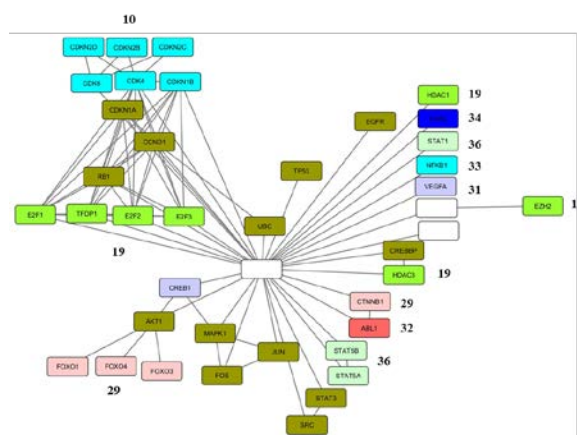 10
CDKN2D CDKN2B CDKN2C
CDK6 CDK4 CDKN1B
CDKN1A
CCND1
RB1
E2F1 TFDP1 E2F2 E2F3
19
EGFR
TP53
UBC
HDAC1 19
34
STAT1 36
NFKB1 33
VEGFA 31
EZH2 1
CREBBP
HDAC3 19
CREB1
CTNNB1 29
ABL1 32
AKT1
MAPK1
JUN
STAT5B
36
STAT5A
FOXO1 FOXO4 FOXO3
29
FOS
STAT3
SRC